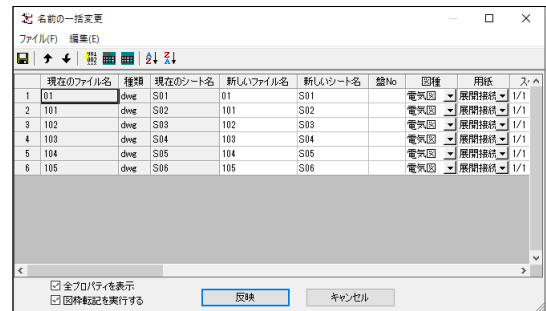 名前の一括変更
ファイル(F) 編集(E)
現在のファイル名 種類 現在のシート名 新しいファイル名 新しいシート名 盤No 図種 用紙 ス
1 01 dwg S01 01 S01 電気図 展開接続 1/1
2 101 dwg S02 101 S02 電気図 展開接続 1/1
3 102 dwg S03 102 S03 電気図 展開接続 1/1
4 103 dwg S04 103 S04 電気図 展開接続 1/1
5 104 dwg S05 104 S05 電気図 展開接続 1/1
6 105 dwg S06 105 S06 電気図 展開接続 1/1
全プロパティを表示
図枠転記を実行する
反映 キャンセル